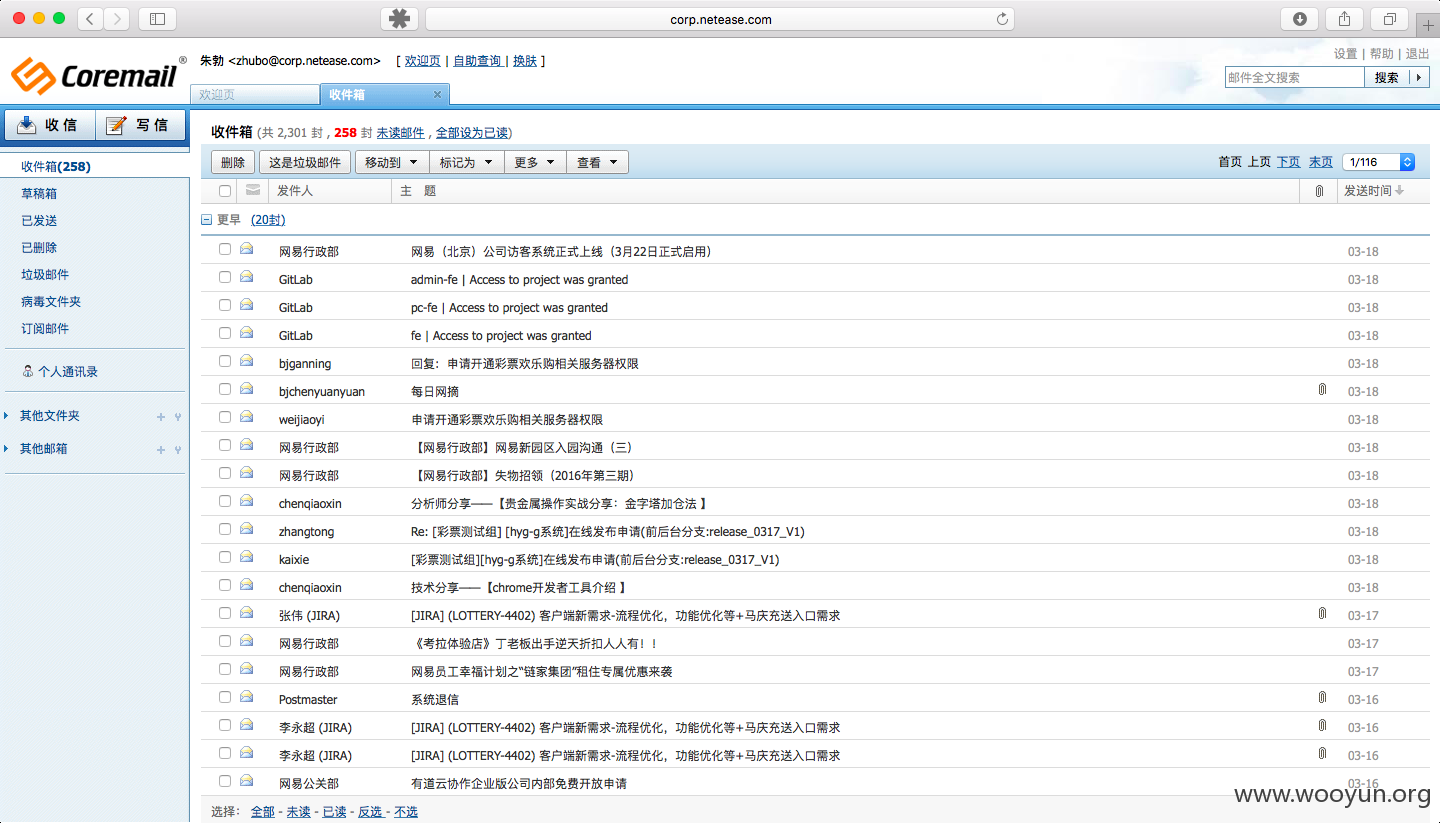 corp.netease.com
Coremail®
朱勃 <zhubo@corp.netease.com> [ 欢迎页 | 自助查询 | 换肤 ]
设置 | 帮助 | 退出
邮件全文搜索 搜索
欢迎页 收件箱
收信 写信
收件箱(258)
草稿箱
已发送
已删除
垃圾邮件
病毒文件夹
订阅邮件
个人通讯录
其他文件夹
其他邮箱
收件箱 (共 2,301 封 , 258 封 未读邮件 , 全部设为已读)
删除 这是垃圾邮件 移动到 标记为 更多 查看 首页 上页 下页 末页 1/116
发件人 主 题 发送时间
更早 (20封)
网易行政部 网易（北京）公司访客系统正式上线（3月22日正式启用） 03-18
GitLab admin-fe | Access to project was granted 03-18
GitLab pc-fe | Access to project was granted 03-18
GitLab fe | Access to project was granted 03-18
bjganning 回复：申请开通彩票欢乐购相关服务器权限 03-18
bjchenyuanyuan 每日网摘 03-18
weijiaoyi 申请开通彩票欢乐购相关服务器权限 03-18
网易行政部 【网易行政部】网易新园区入园沟通（三） 03-18
网易行政部 【网易行政部】失物招领（2016年第三期） 03-18
chenqiaoxin 分析师分享——【贵金属操作实战分享：金字塔加仓法 】 03-18
zhangtong Re: [彩票测试组] [hyg-g系统]在线发布申请(前后台分支:release_0317_V1) 03-18
kaixie [彩票测试组][hyg-g系统]在线发布申请(前后台分支:release_0317_V1) 03-18
chenqiaoxin 技术分享——【chrome开发者工具介绍 】 03-18
张伟 (JIRA) [JIRA] (LOTTERY-4402) 客户端新需求-流程优化，功能优化等+马庆充送入口需求 03-17
网易行政部 《考拉体验店》丁老板出手逆天折扣人人有！！ 03-17
网易行政部 网易员工幸福计划之“链家集团”租住专属优惠来袭 03-17
Postmaster 系统退信 03-16
李永超 (JIRA) [JIRA] (LOTTERY-4402) 客户端新需求-流程优化，功能优化等+马庆充送入口需求 03-16
李永超 (JIRA) [JIRA] (LOTTERY-4402) 客户端新需求-流程优化，功能优化等+马庆充送入口需求 03-16
网易公关部 有道云协作企业版公司内部免费开放申请 03-16
选择： 全部 - 未读 - 已读 - 反选 - 不选
www.wooyun.org